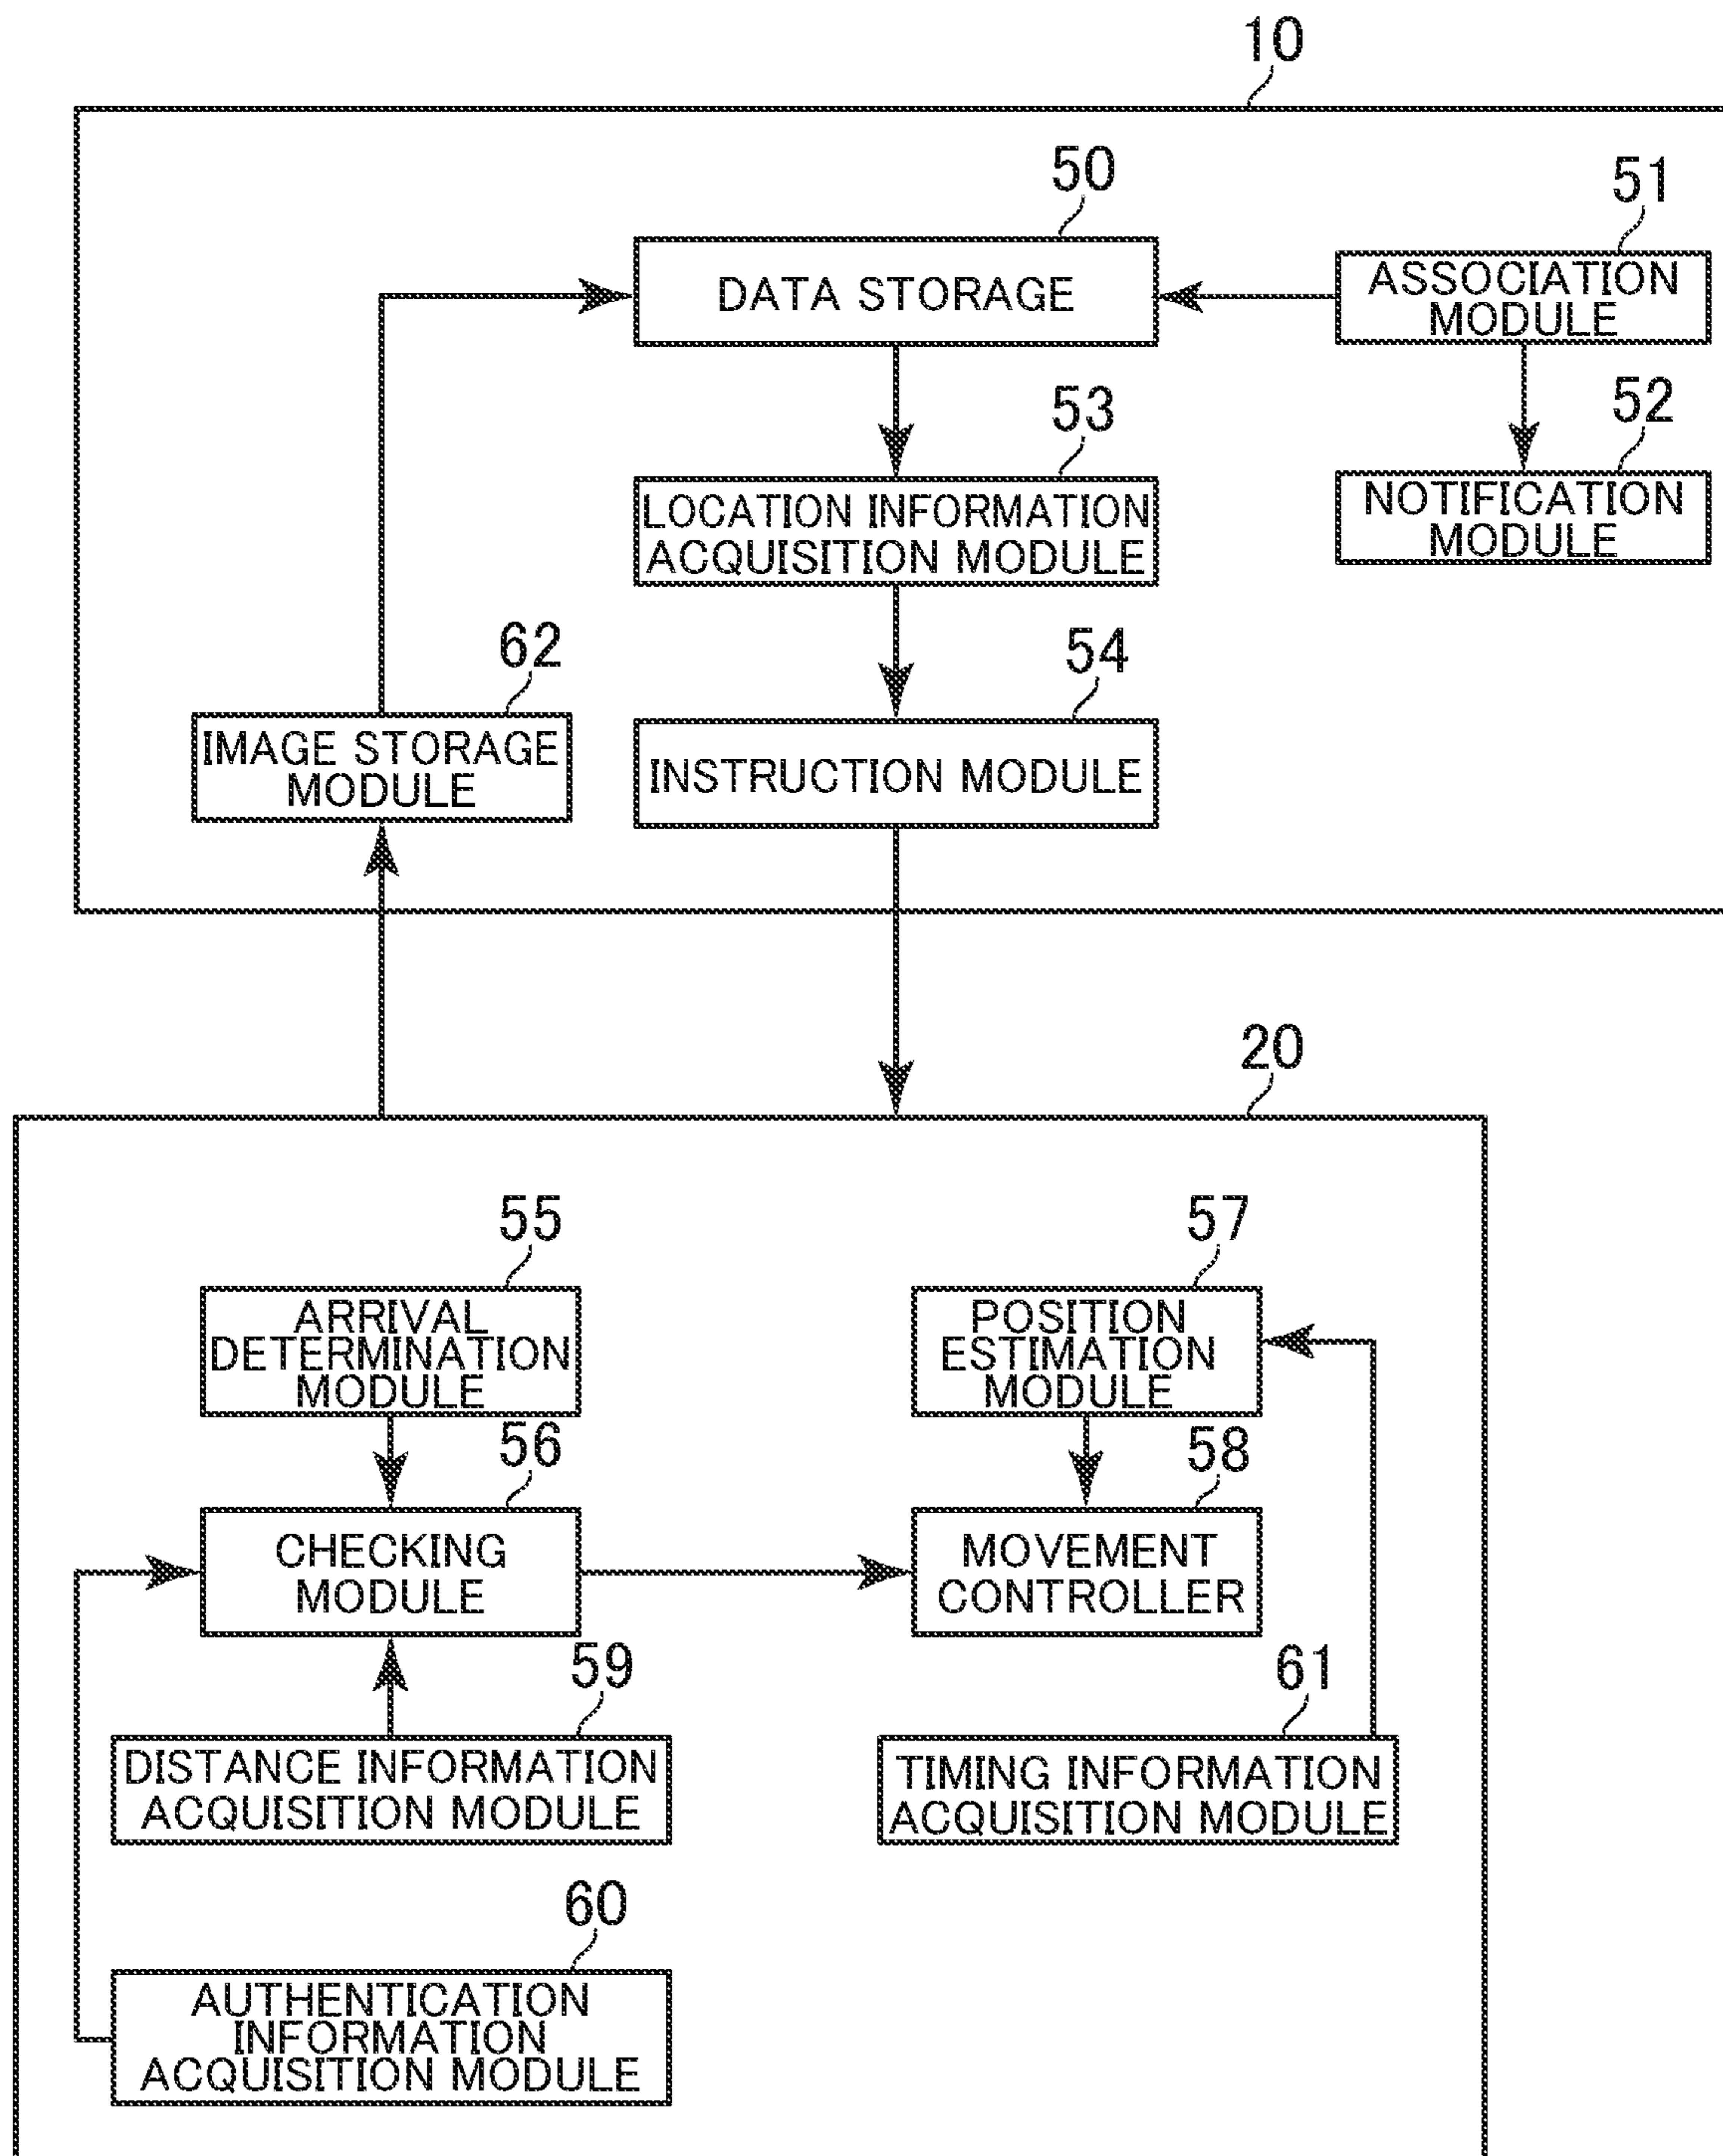 10
50
51
DATA STORAGE
ASSOCIATION
MODULE
53
52
LOCATION INFORMATION
ACQUISITION MODULE
NOTIFICATION
MODULE
62
54
IMAGE STORAGE
MODULE
INSTRUCTION MODULE
20
55
57
ARRIVAL
DETERMINATION
MODULE
POSITION
ESTIMATION
MODULE
56
58
CHECKING
MODULE
MOVEMENT
CONTROLLER
59
61
DISTANCE INFORMATION
ACQUISITION MODULE
TIMING INFORMATION
ACQUISITION MODULE
60
AUTHENTICATION
INFORMATION
ACQUISITION MODULE